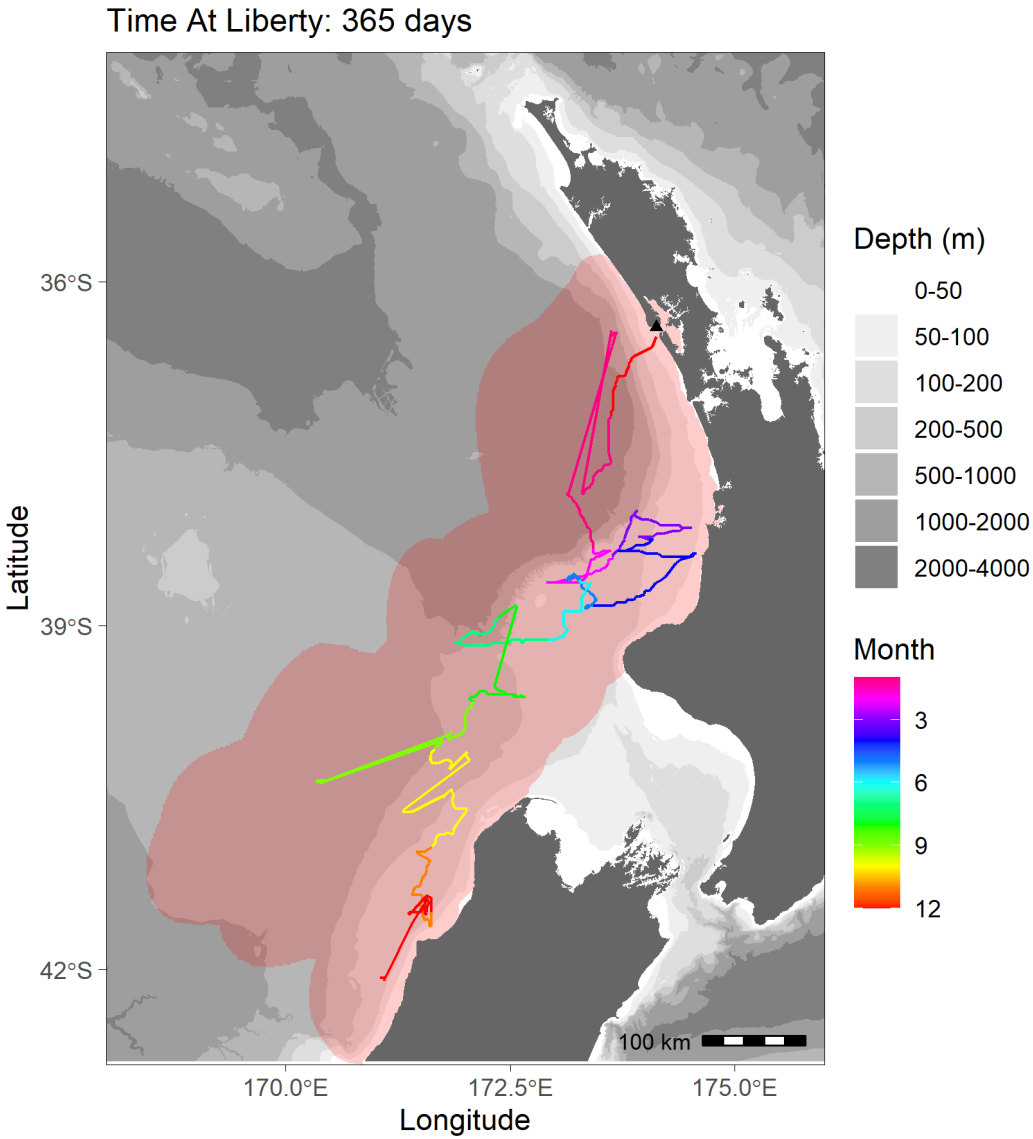 Time At Liberty: 365 days
36°S
39°S
42°S
Latitude
170.0°E
172.5°E
175.0°E
Longitude
100 km
Depth (m)
0-50
50-100
100-200
200-500
500-1000
1000-2000
2000-4000
Month
3
6
9
12